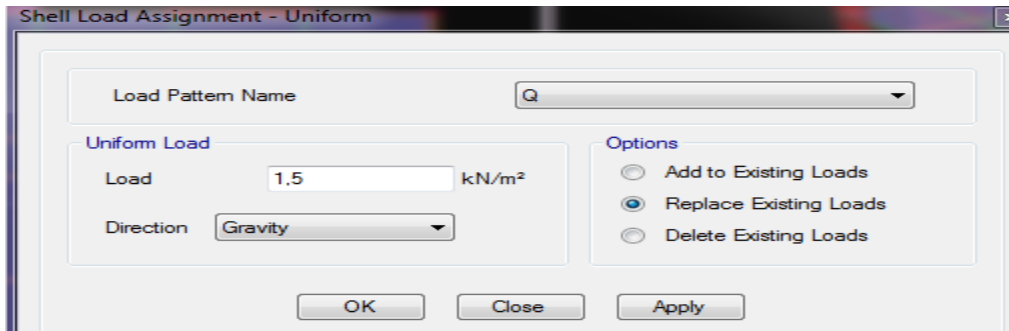 Shell Load Assignment - Uniform
Load Pattern Name Q
Uniform Load
Load 1,5 kN/m²
Direction Gravity
Options
Add to Existing Loads
Replace Existing Loads
Delete Existing Loads
OK Close Apply